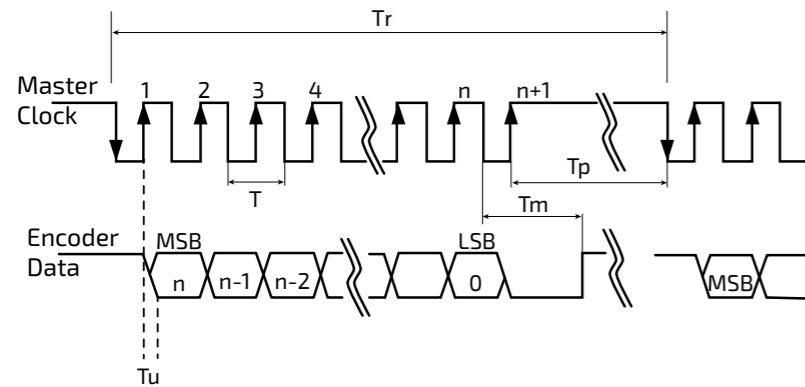 Tr
Master
Clock
1
2
3
4
n
n+1
T
Tp
Tm
Encoder
Data
MSB
LSB
n
n-1
n-2
0
MSB
Tu